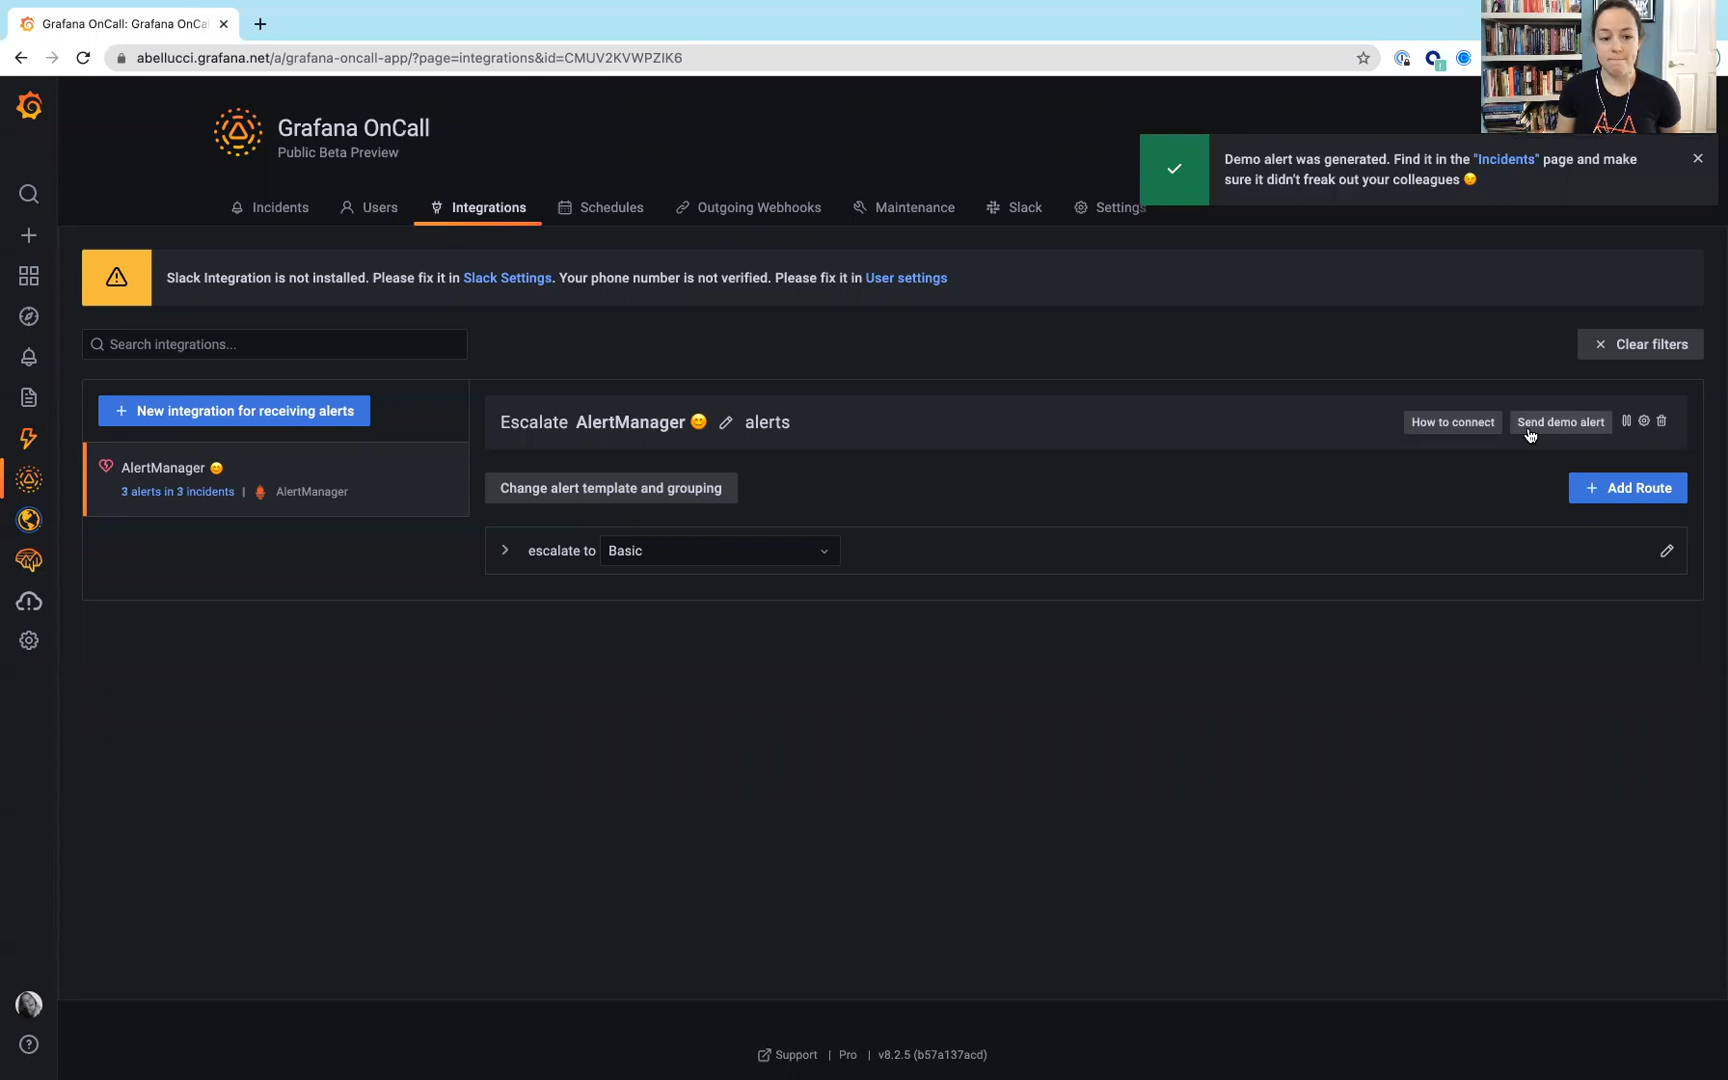 Grafana OnCall: Grafana OnCa
abellucci.grafana.net/a/grafana-oncall-app/?page=integrations&id=CMUV2KVWPZIK6
Grafana OnCall
Public Beta Preview
Demo alert was generated. Find it in the "Incidents" page and make
sure it didn't freak out your colleagues 😉
Incidents
Users
Integrations
Schedules
Outgoing Webhooks
Maintenance
Slack
Settings
Slack Integration is not installed. Please fix it in Slack Settings. Your phone number is not verified. Please fix it in User settings
Search integrations...
Clear filters
New integration for receiving alerts
Escalate AlertManager 😊 alerts
How to connect
Send demo alert
AlertManager 😊
3 alerts in 3 incidents | AlertManager
Change alert template and grouping
Add Route
escalate to Basic
Support | Pro | v8.2.5 (b57a137acd)